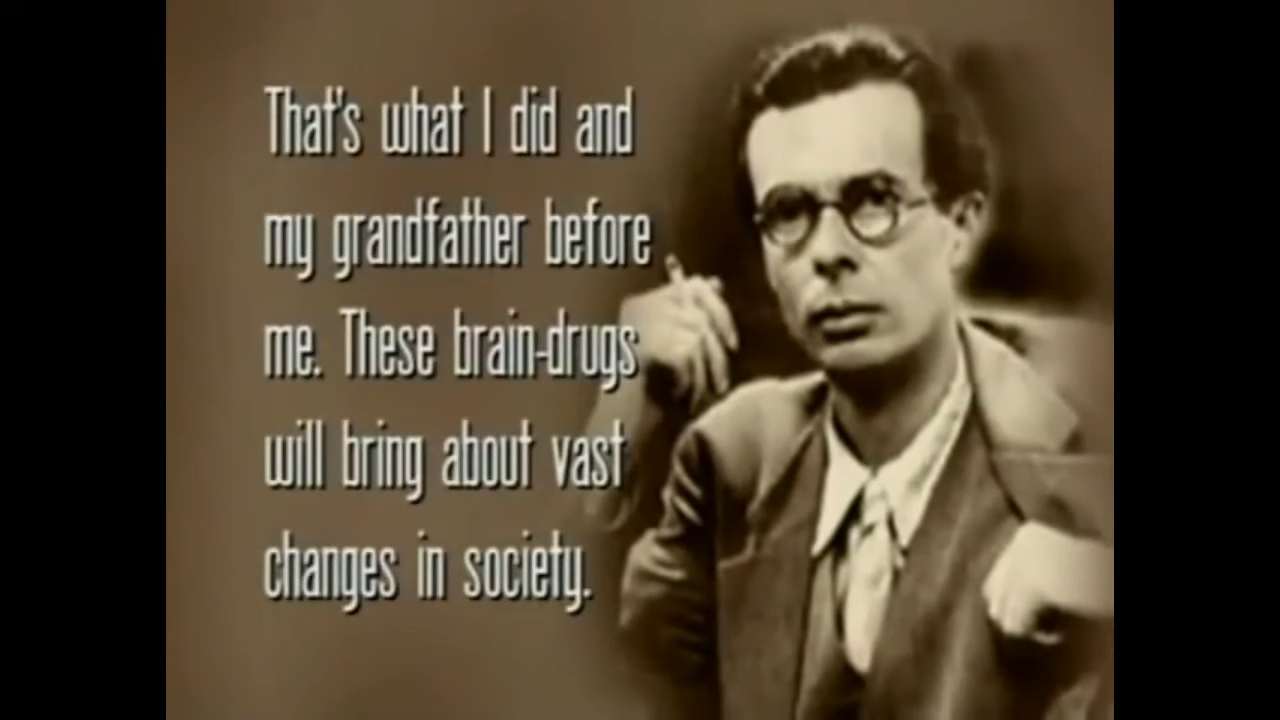 That's what I did and
my grandfather before
me. These brain-drugs
will bring about vast
changes in society.